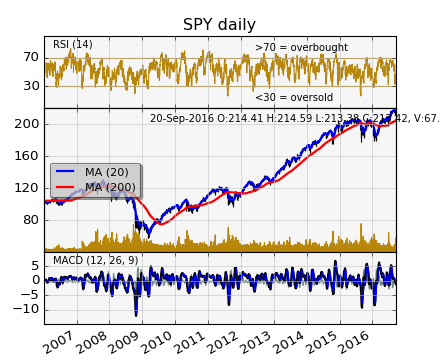 SPY daily
RSI (14)
>70 = overbought
70
30
<30 = oversold
20-Sep-2016 O:214.41 H:214.59 L:213.38 C:213.42, V:67.
200
160
MA (20)
MA (200)
120
80
MACD (12, 26, 9)
5
0
−5
−10
2007 2008 2009 2010 2011 2012 2013 2014 2015 2016